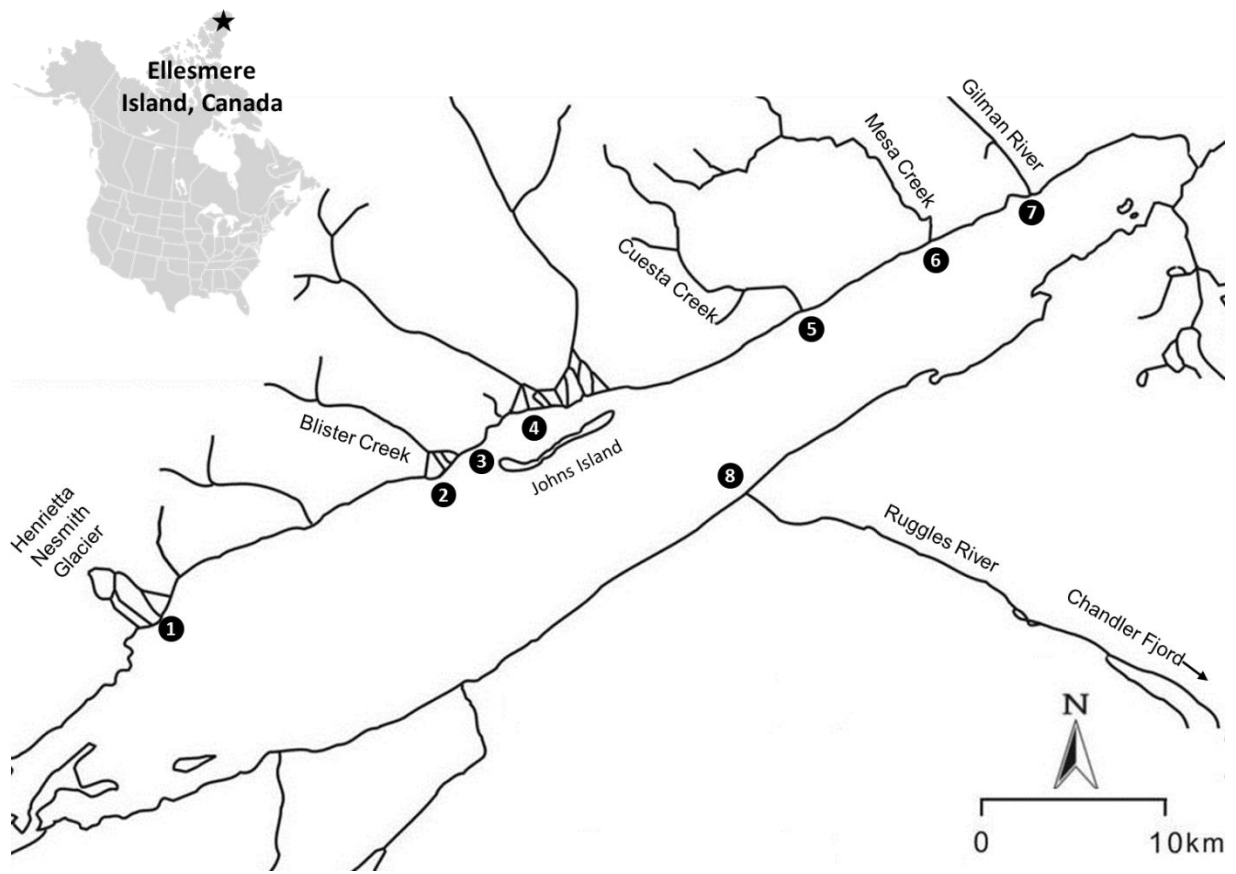 Ellesmere
Island, Canada
Gilman River
Mesa Creek
7
6
Cuesta Creek
5
Blister Creek
4
3
Johns Island
2
8
Henrietta
Nesmith
Glacier
Ruggles River
1
Chandler Fjord
N
0 10km